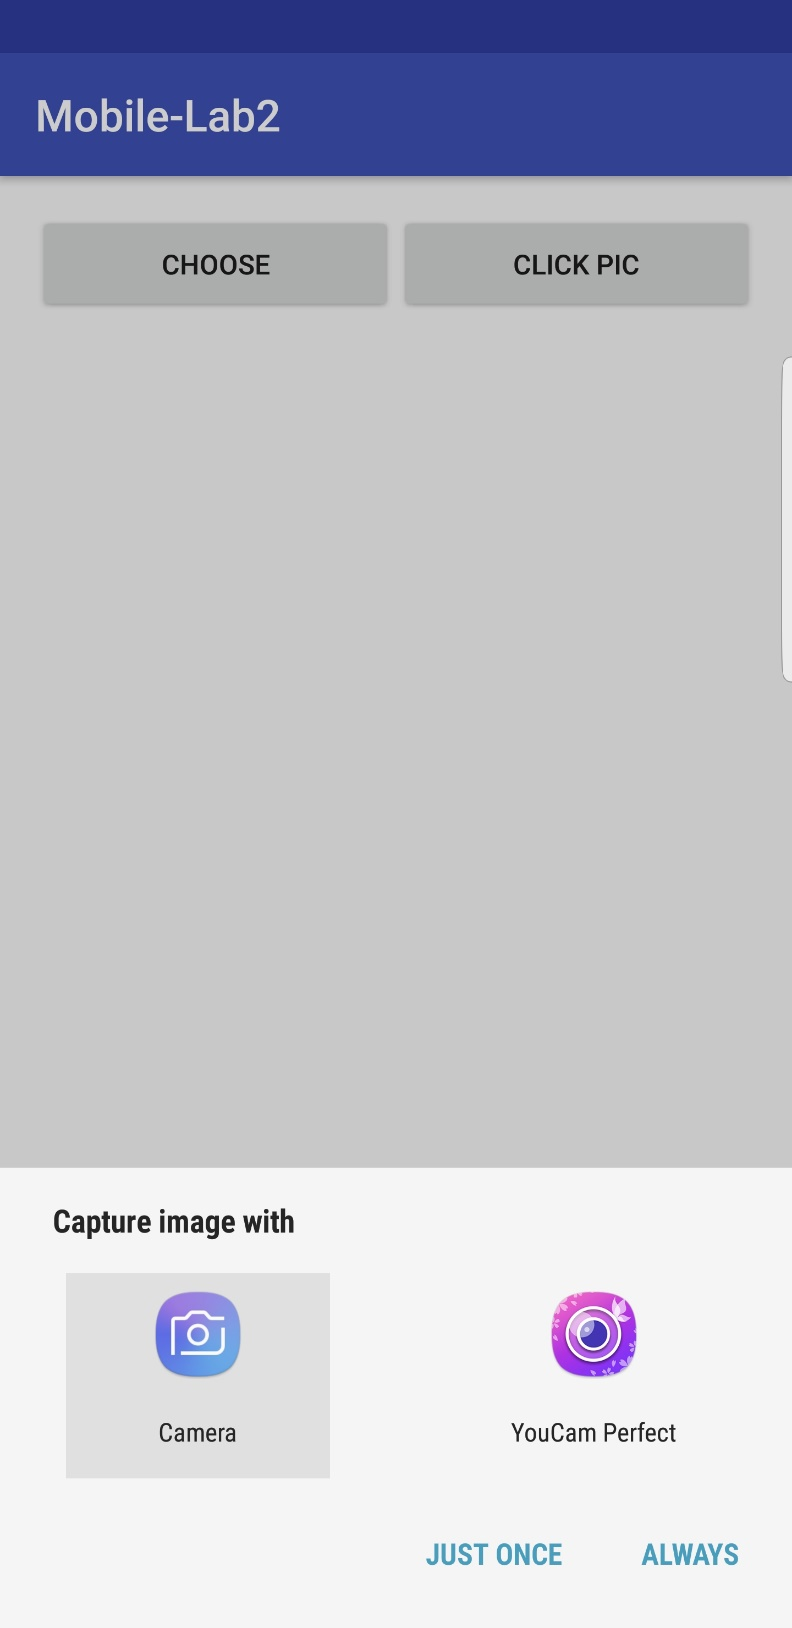 Mobile-Lab2
CHOOSE CLICK PIC
Capture image with
Camera YouCam Perfect
JUST ONCE ALWAYS